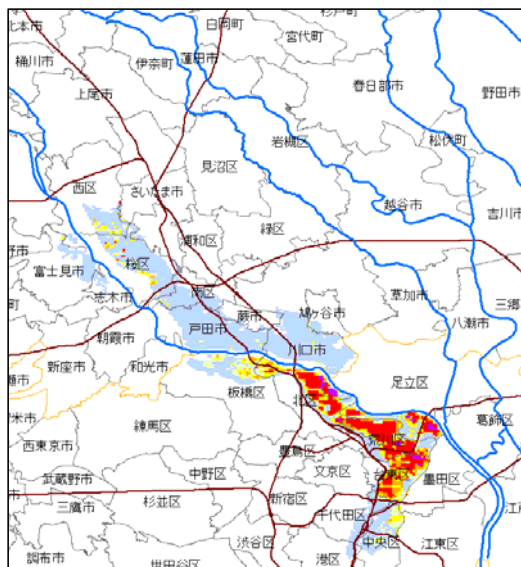 白岡町
宮代町
北本市
伊奈町
蓮田市
桶川市
春日部市
野田市
上尾市
岩槻区
松伏町
見沼区
西区
さいたま市
越谷市
吉川市
浦和区
緑区
桜区
富士見市
南区
志木市
鳩ヶ谷市
草加市
三郷
蕨市
八潮市
戸田市
川口市
朝霞市
新座市
和光市
足立区
板橋区
北区
葛飾区
練馬区
荒川区
西東京市
豊島区
文京区
台東区
墨田区
武蔵野市
中野区
新宿区
杉並区
三鷹市
千代田区
渋谷区
中央区
江東区
調布市
世田谷区
港区